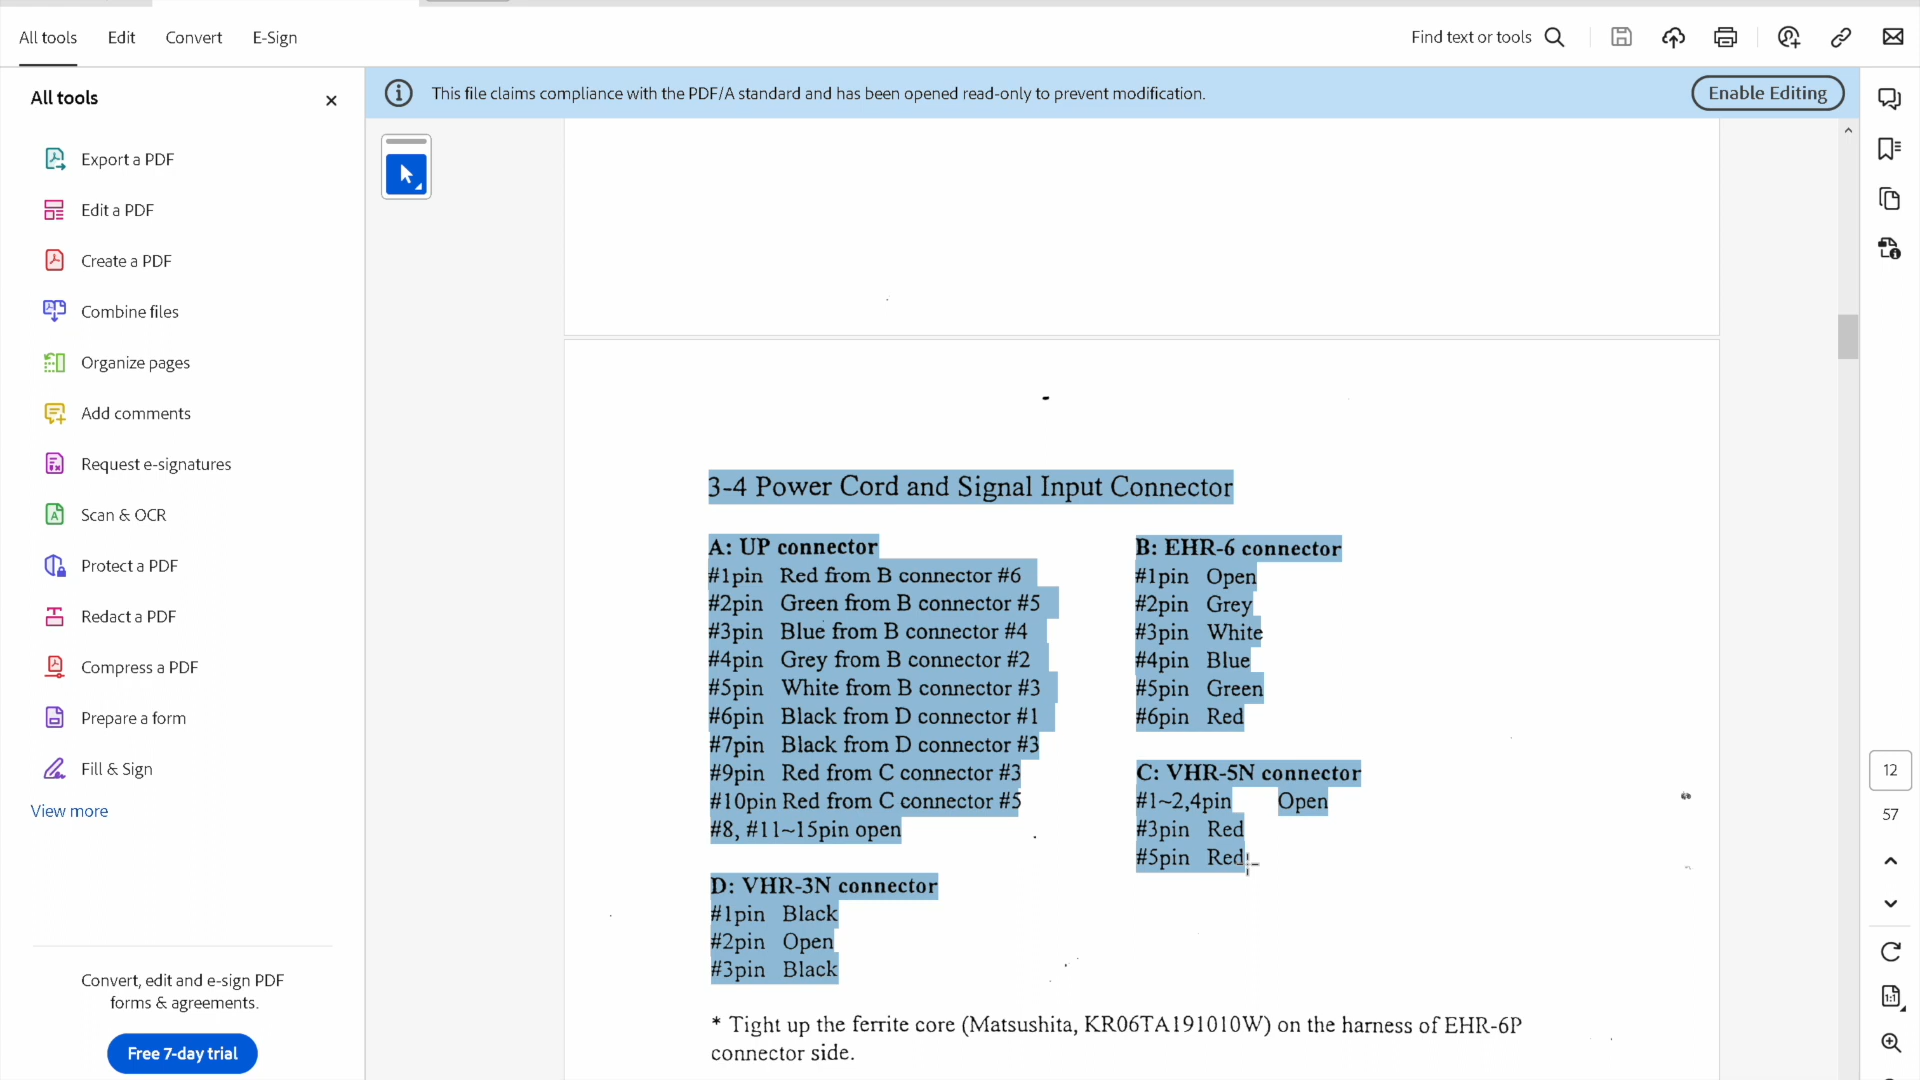 All tools
Edit
Convert
E-Sign
Find text or tools
All tools
This file claims compliance with the PDF/A standard and has been opened read-only to prevent modification.
Enable Editing
Export a PDF
Edit a PDF
Create a PDF
Combine files
Organize pages
Add comments
Request e-signatures
Scan & OCR
Protect a PDF
Redact a PDF
Compress a PDF
Prepare a form
Fill & Sign
View more
Convert, edit and e-sign PDF
forms & agreements.
Free 7-day trial
3-4 Power Cord and Signal Input Connector
A: UP connector
#1pin Red from B connector #6
#2pin Green from B connector #5
#3pin Blue from B connector #4
#4pin Grey from B connector #2
#5pin White from B connector #3
#6pin Black from D connector #1
#7pin Black from D connector #3
#9pin Red from C connector #3
#10pin Red from C connector #5
#8, #11~15pin open
B: EHR-6 connector
#1pin Open
#2pin Grey
#3pin White
#4pin Blue
#5pin Green
#6pin Red
C: VHR-5N connector
#1~2,4pin Open
#3pin Red
#5pin Red
D: VHR-3N connector
#1pin Black
#2pin Open
#3pin Black
* Tight up the ferrite core (Matsushita, KR06TA191010W) on the harness of EHR-6P
connector side.
12
57
1:1